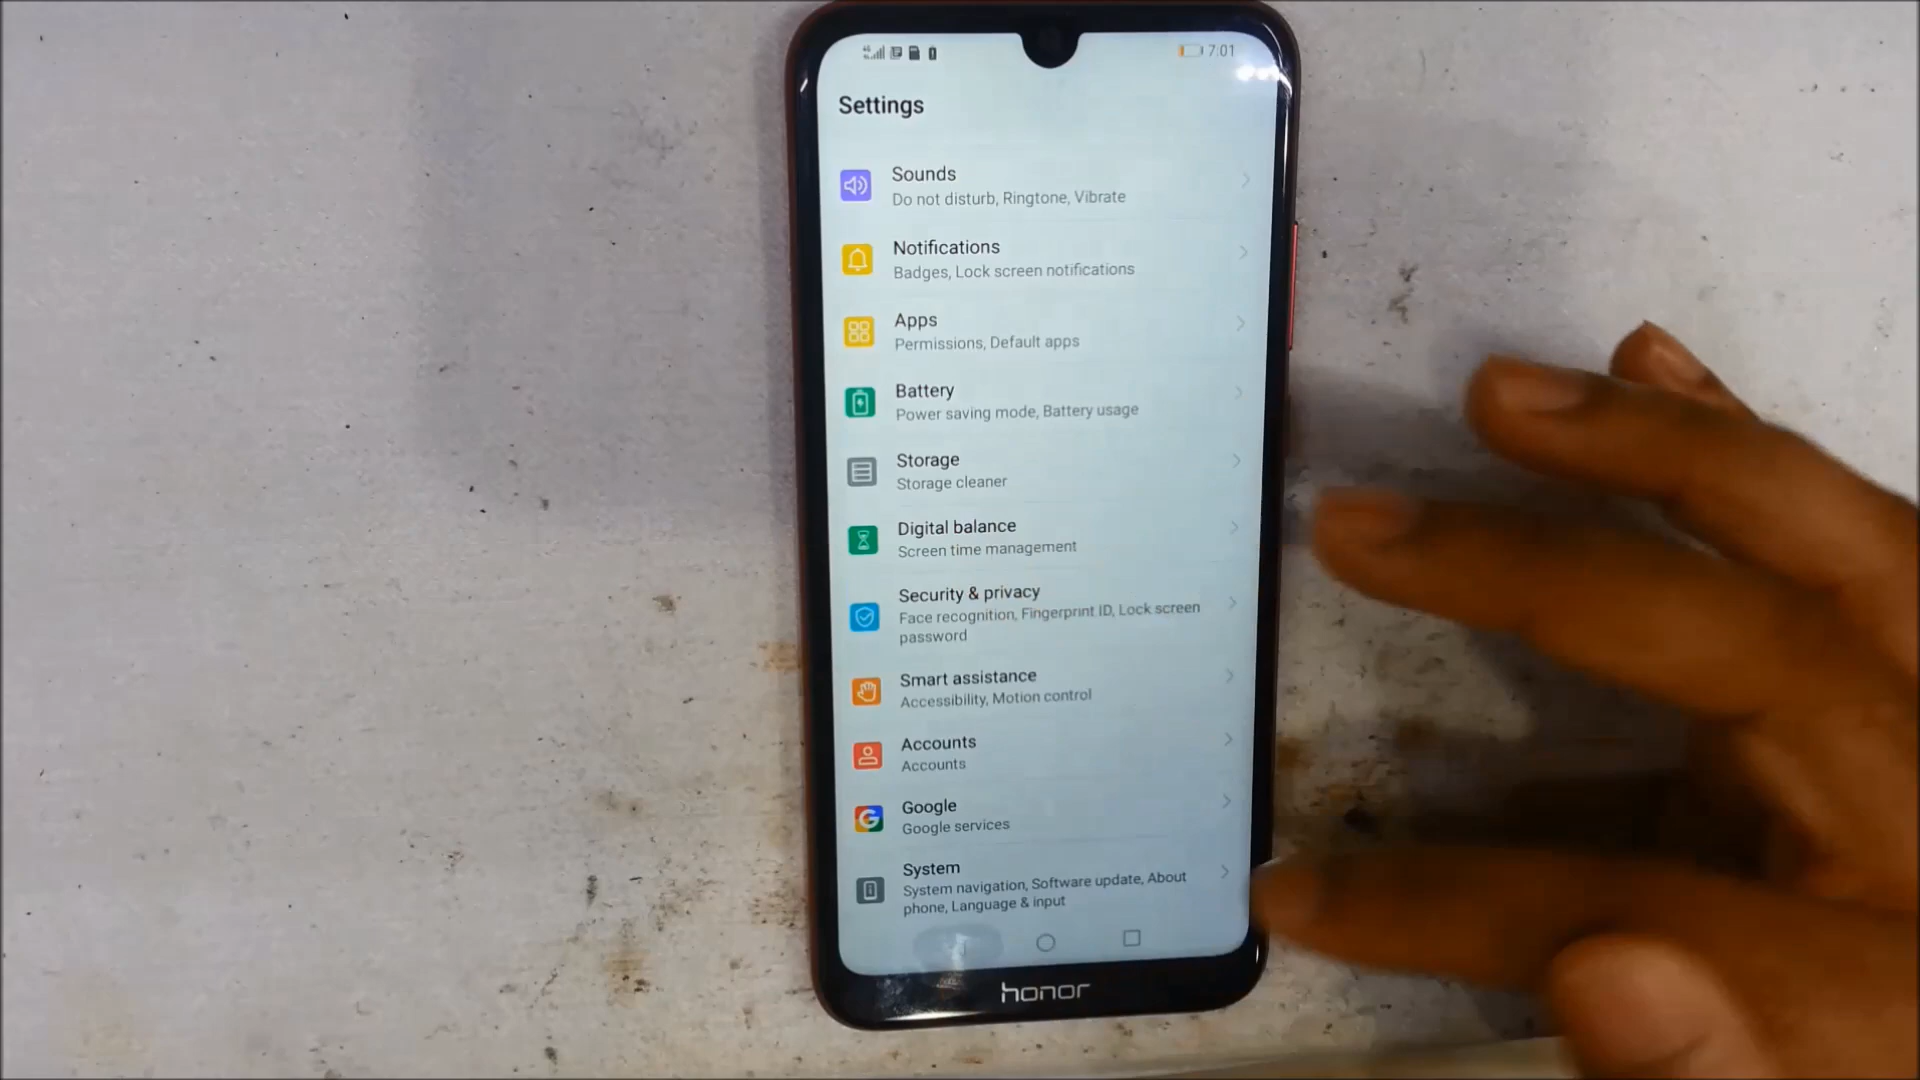 7:01
Settings
Sounds
Do not disturb, Ringtone, Vibrate
Notifications
Badges, Lock screen notifications
Apps
Permissions, Default apps
Battery
Power saving mode, Battery usage
Storage
Storage cleaner
Digital balance
Screen time management
Security & privacy
Face recognition, Fingerprint ID, Lock screen
password
Smart assistance
Accessibility, Motion control
Accounts
Accounts
Google
Google services
System
System navigation, Software update, About
phone, Language & input
honor